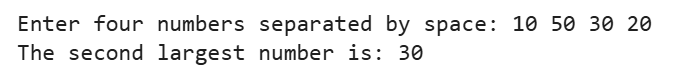 Enter four numbers separated by space: 10 50 30 20
The second largest number is: 30